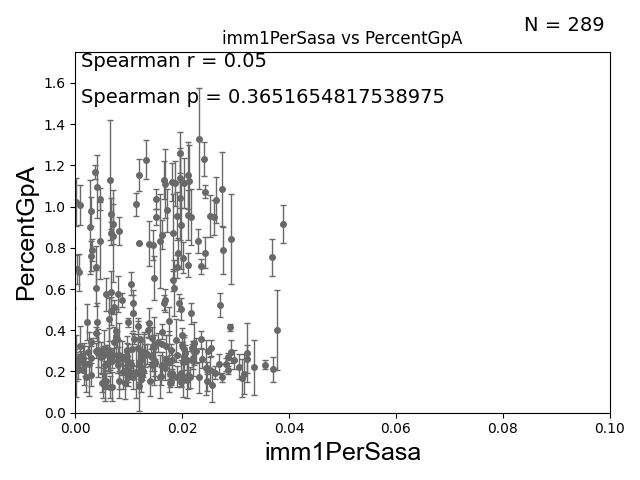 N = 289
imm1PerSasa vs PercentGpA
Spearman r = 0.05
Spearman p = 0.3651654817538975
PercentGpA
1.6
1.4
1.2
1.0
0.8
0.6
0.4
0.2
0.0
0.00 0.02 0.04 0.06 0.08 0.10
imm1PerSasa